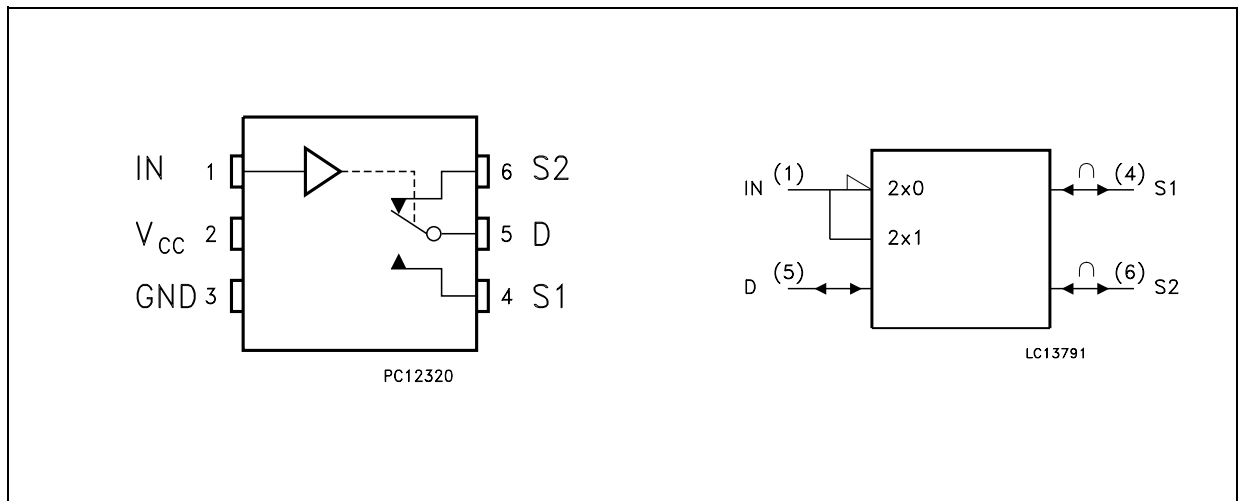 IN 1
6 S2
V CC 2
5 D
GND 3
4 S1
PC12320
IN (1)
2x0
(4) S1
2x1
D (5)
(6) S2
LC13791